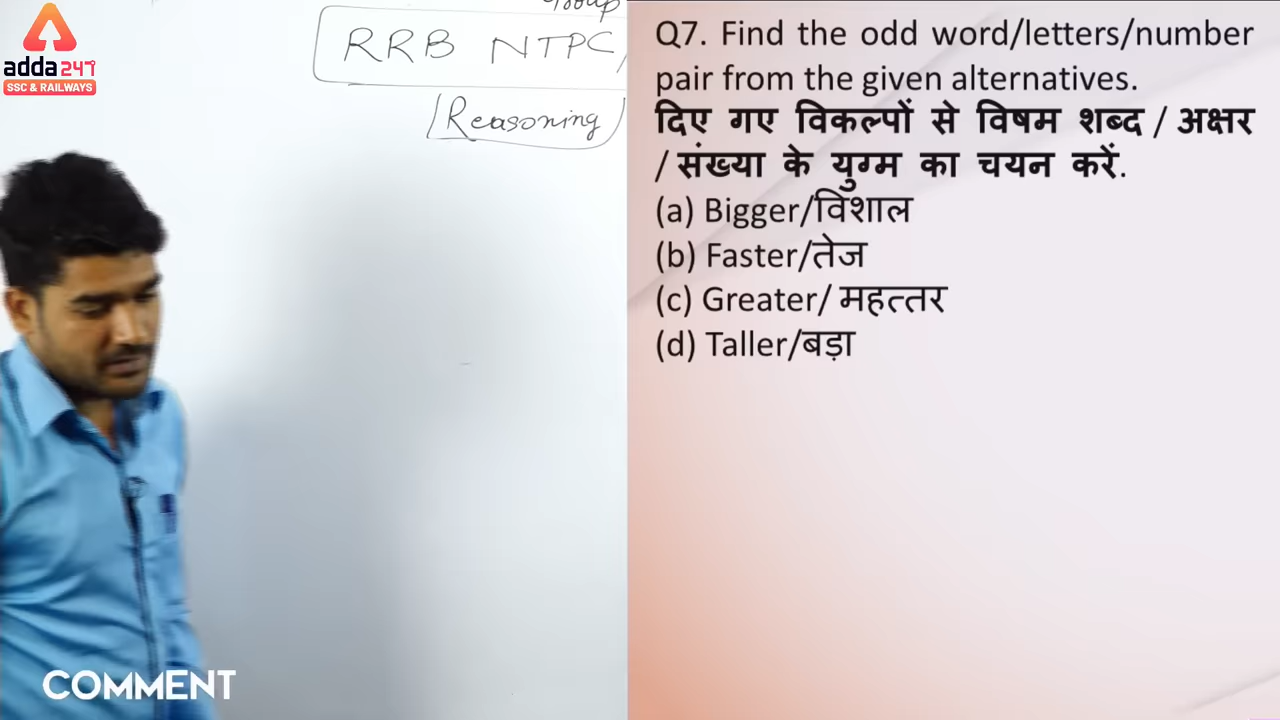 adda247
SSC & RAILWAYS
RRB NTPC/
Reasoning
COMMENT
Q7. Find the odd word/letters/number
pair from the given alternatives.
दिए गए विकल्पों से विषम शब्द / अक्षर
/ संख्या के युग्म का चयन करें.
(a) Bigger/विशाल
(b) Faster/तेज
(c) Greater/ महत्तर
(d) Taller/बड़ा